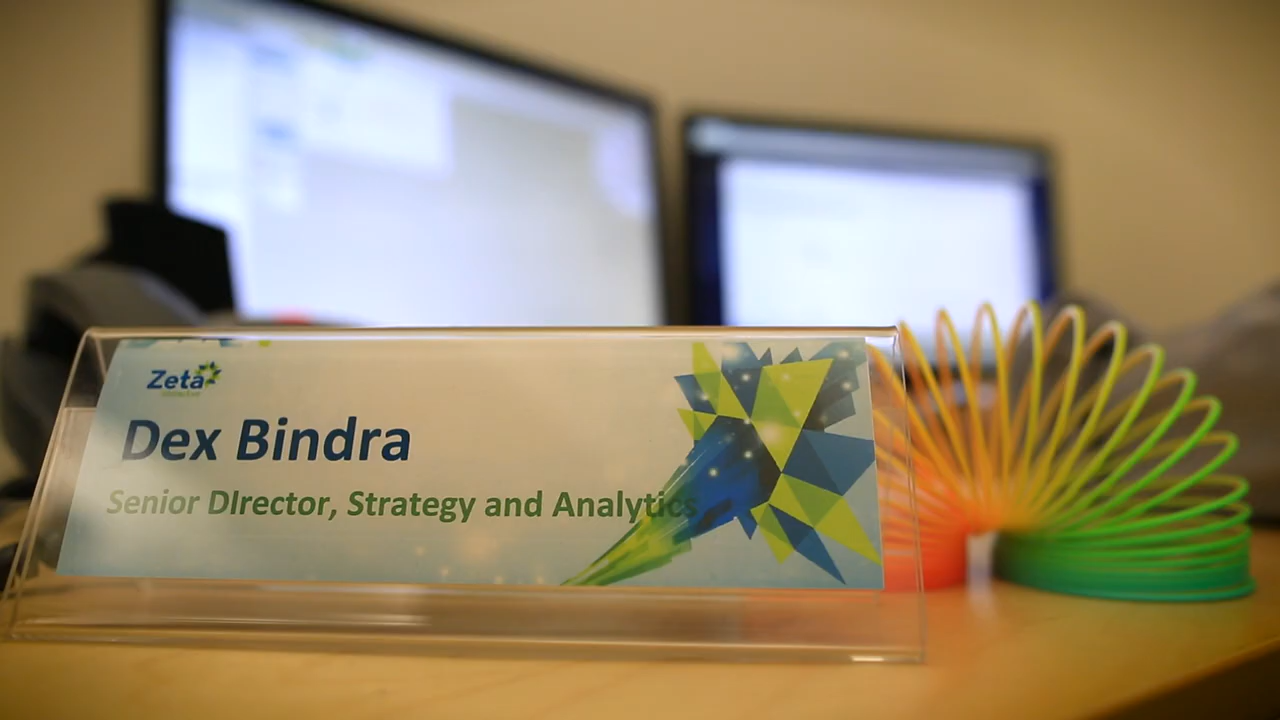 Zeta
Dex Bindra
Senior DIrector, Strategy and Analytics